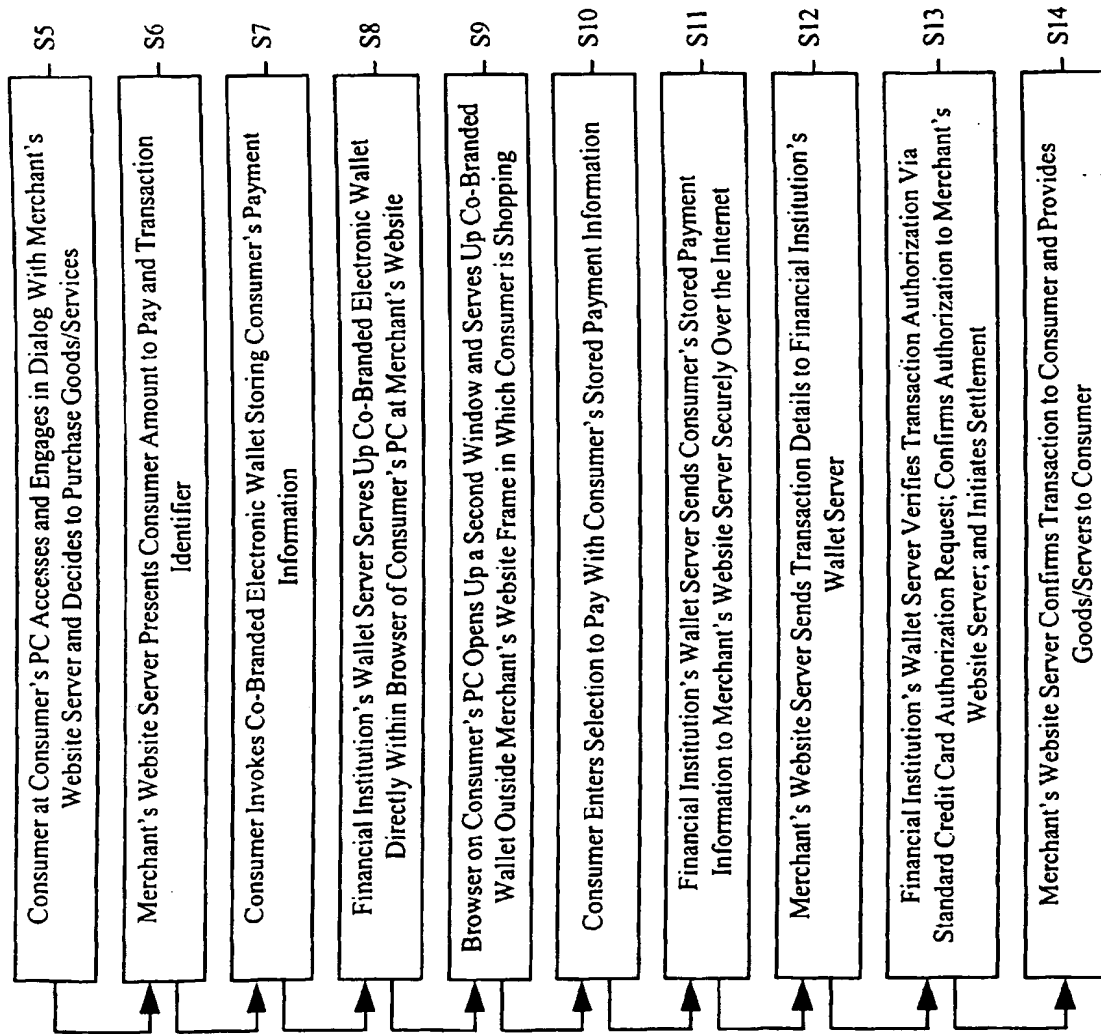 Consumer at Consumer's PC Accesses and Engages in Dialog With Merchant's
Website Server and Decides to Purchase Goods/Services
S5
Merchant's Website Server Presents Consumer Amount to Pay and Transaction
Identifier
S6
Consumer Invokes Co-Branded Electronic Wallet Storing Consumer's Payment
Information
S7
Financial Institution's Wallet Server Serves Up Co-Branded Electronic Wallet
Directly Within Browser of Consumer's PC at Merchant's Website
S8
Browser on Consumer's PC Opens Up a Second Window and Serves Up Co-Branded
Wallet Outside Merchant's Website Frame in Which Consumer is Shopping
S9
Consumer Enters Selection to Pay With Consumer's Stored Payment Information
S10
Financial Institution's Wallet Server Sends Consumer's Stored Payment
Information to Merchant's Website Server Securely Over the Internet
S11
Merchant's Website Server Sends Transaction Details to Financial Institution's
Wallet Server
S12
Financial Institution's Wallet Server Verifies Transaction Authorization Via
Standard Credit Card Authorization Request; Confirms Authorization to Merchant's
Website Server; and Initiates Settlement
S13
Merchant's Website Server Confirms Transaction to Consumer and Provides
Goods/Servers to Consumer
S14